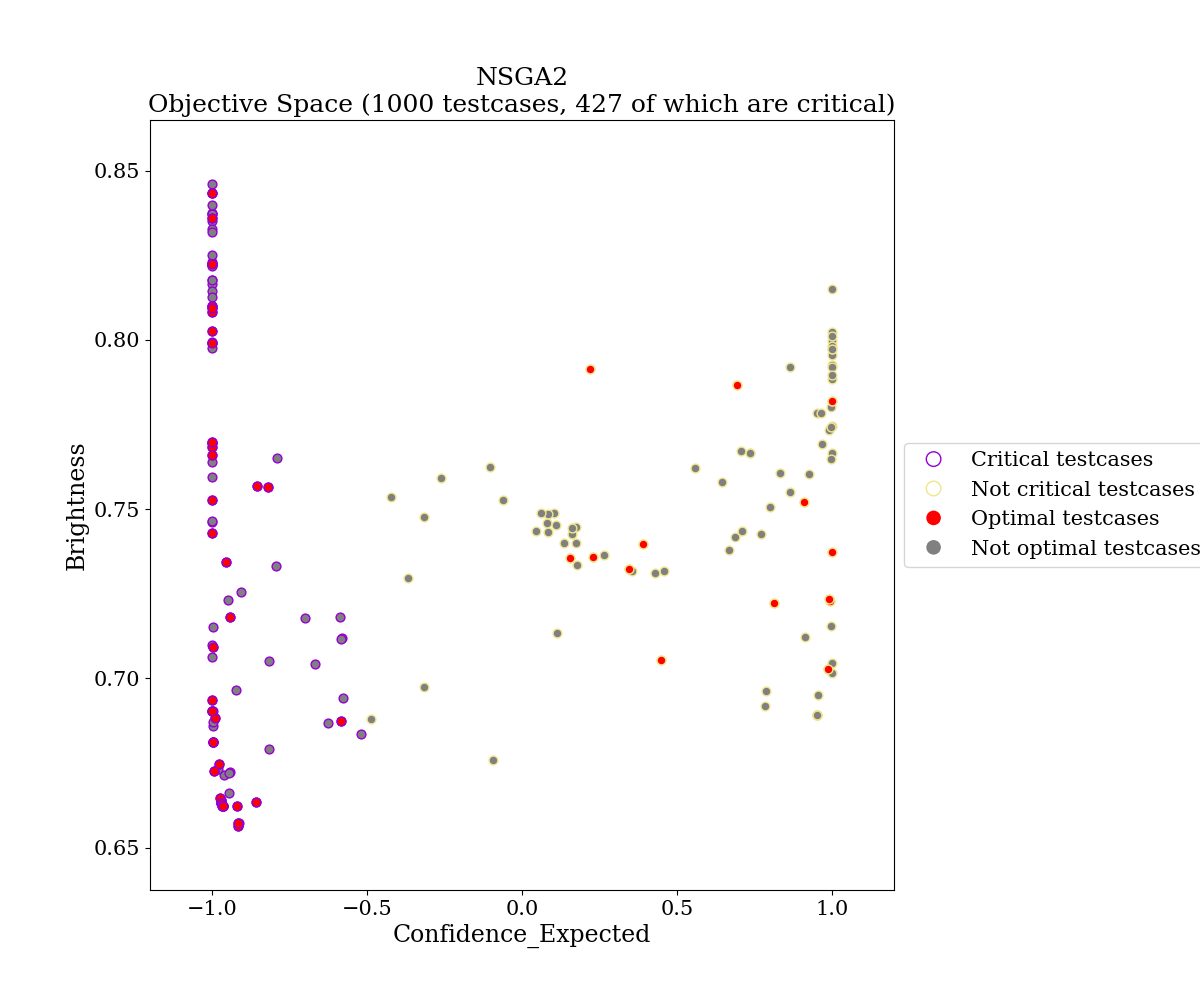 NSGA2
Objective Space (1000 testcases, 427 of which are critical)
0.85
0.80
0.75
0.70
0.65
Brightness
−1.0
−0.5
0.0
0.5
1.0
Confidence_Expected
Critical testcases
Not critical testcases
Optimal testcases
Not optimal testcases